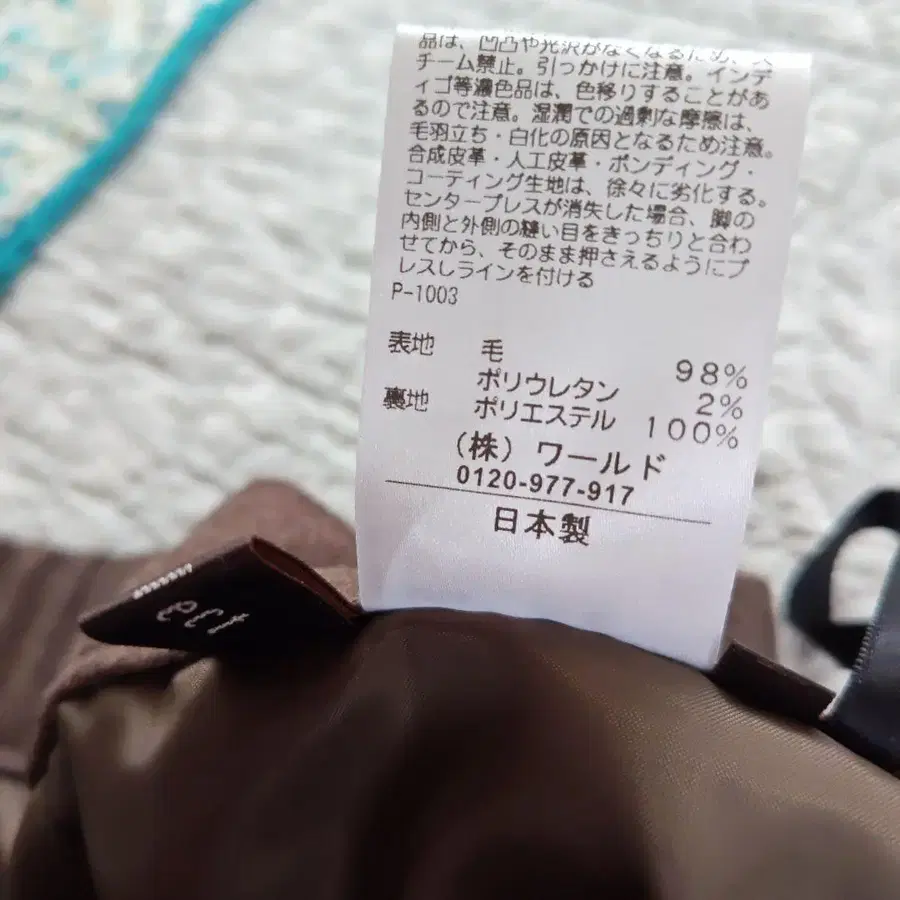 品は、凹凸や光沢がなくなるため、ス
チーム禁止。引っかけに注意。インデ
ィゴ等濃色品は、色移りすることがあ
るので注意。湿潤での過剰な摩擦は、
毛羽立ち・白化の原因となるため注意。
合成皮革・人工皮革・ボンディング・
コーティング生地は、徐々に劣化する。
センタープレスが消失した場合、脚の
内側と外側の縫い目をきっちりと合わ
せてから、そのまま押さえるようにプ
レスしラインを付ける
P-1003
表地 毛 98%
ポリウレタン 2%
裏地 ポリエステル 100%
(株) ワールド
0120-977-917
日本製